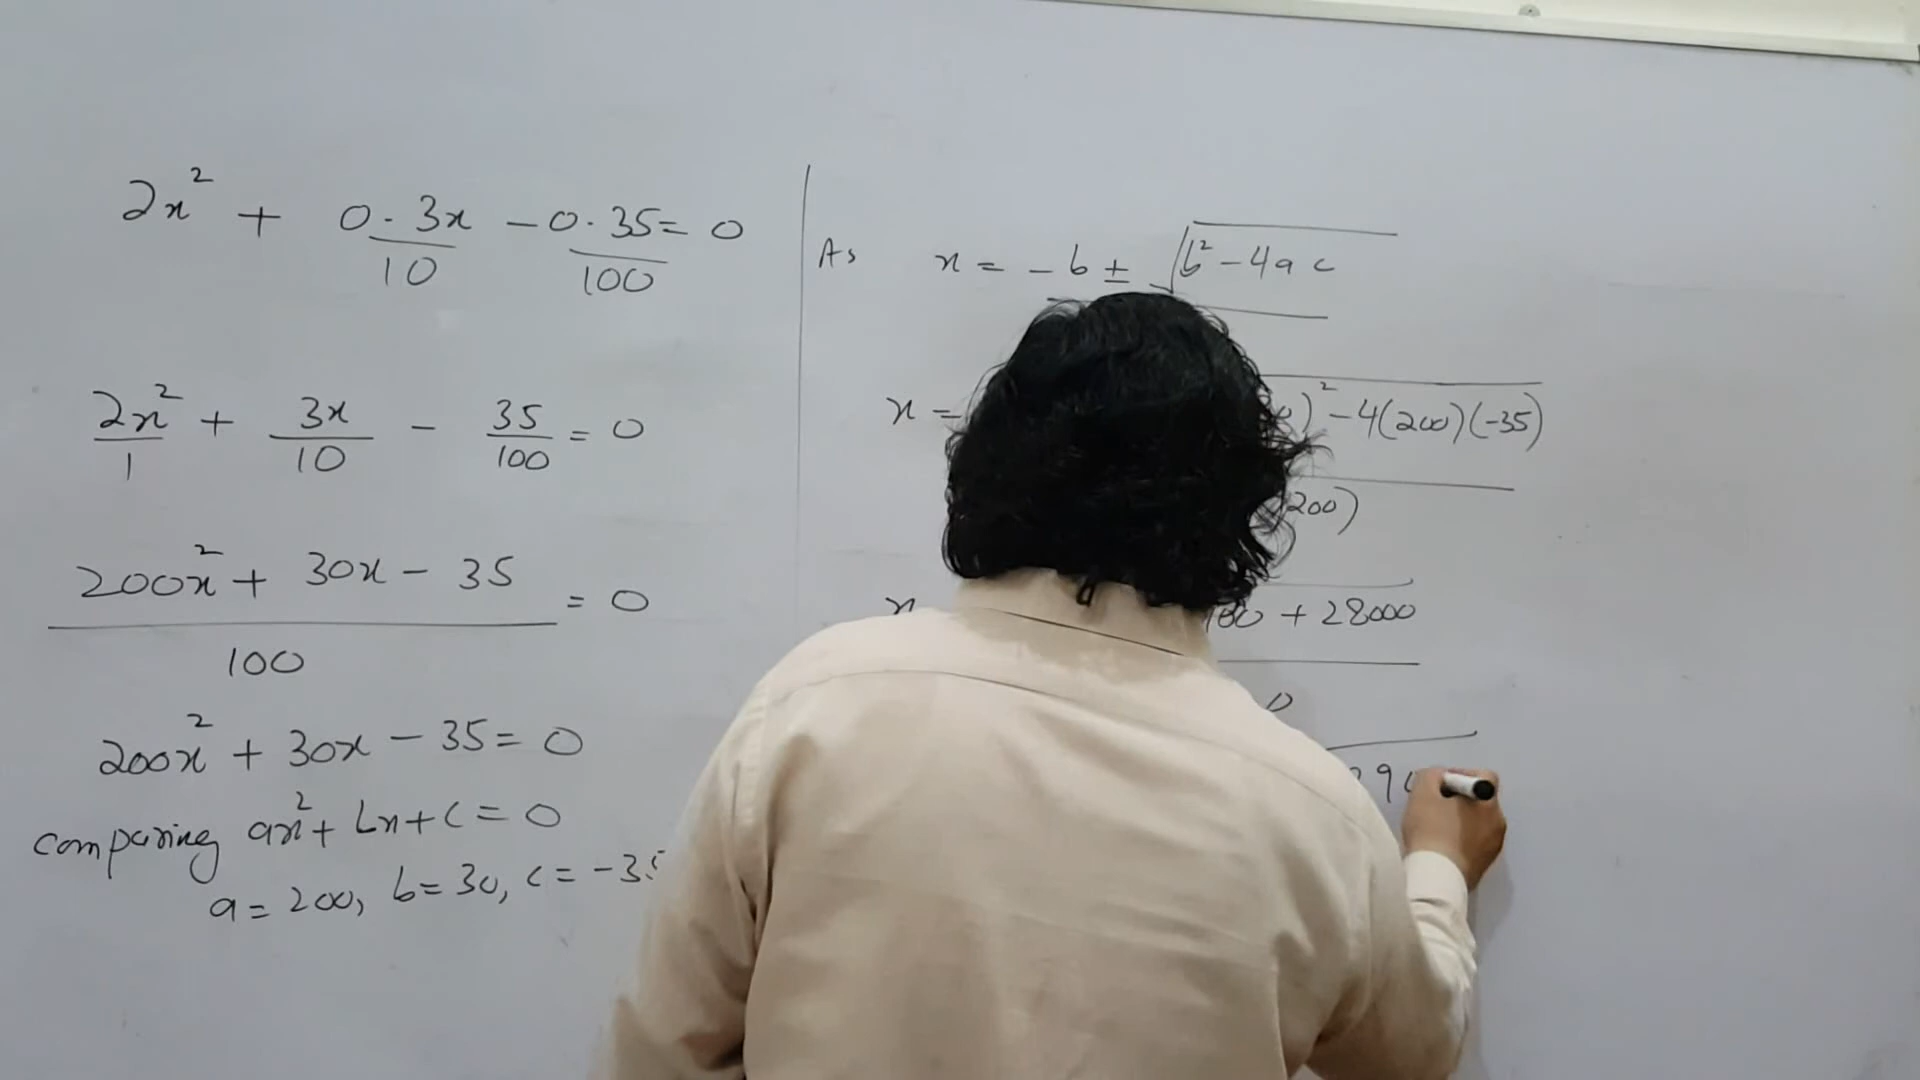 2x² + 0.3x/10 - 0.35/100 = 0
2x²/1 + 3x/10 - 35/100 = 0
200x² + 30x - 35 = 0
100
200x² + 30x - 35 = 0
comparing ax² + bx + c = 0
a = 200, b = 30, c = -35
As x = -b ± √b² - 4ac
x = )² - 4(200)(-35)
200)
x + 28000